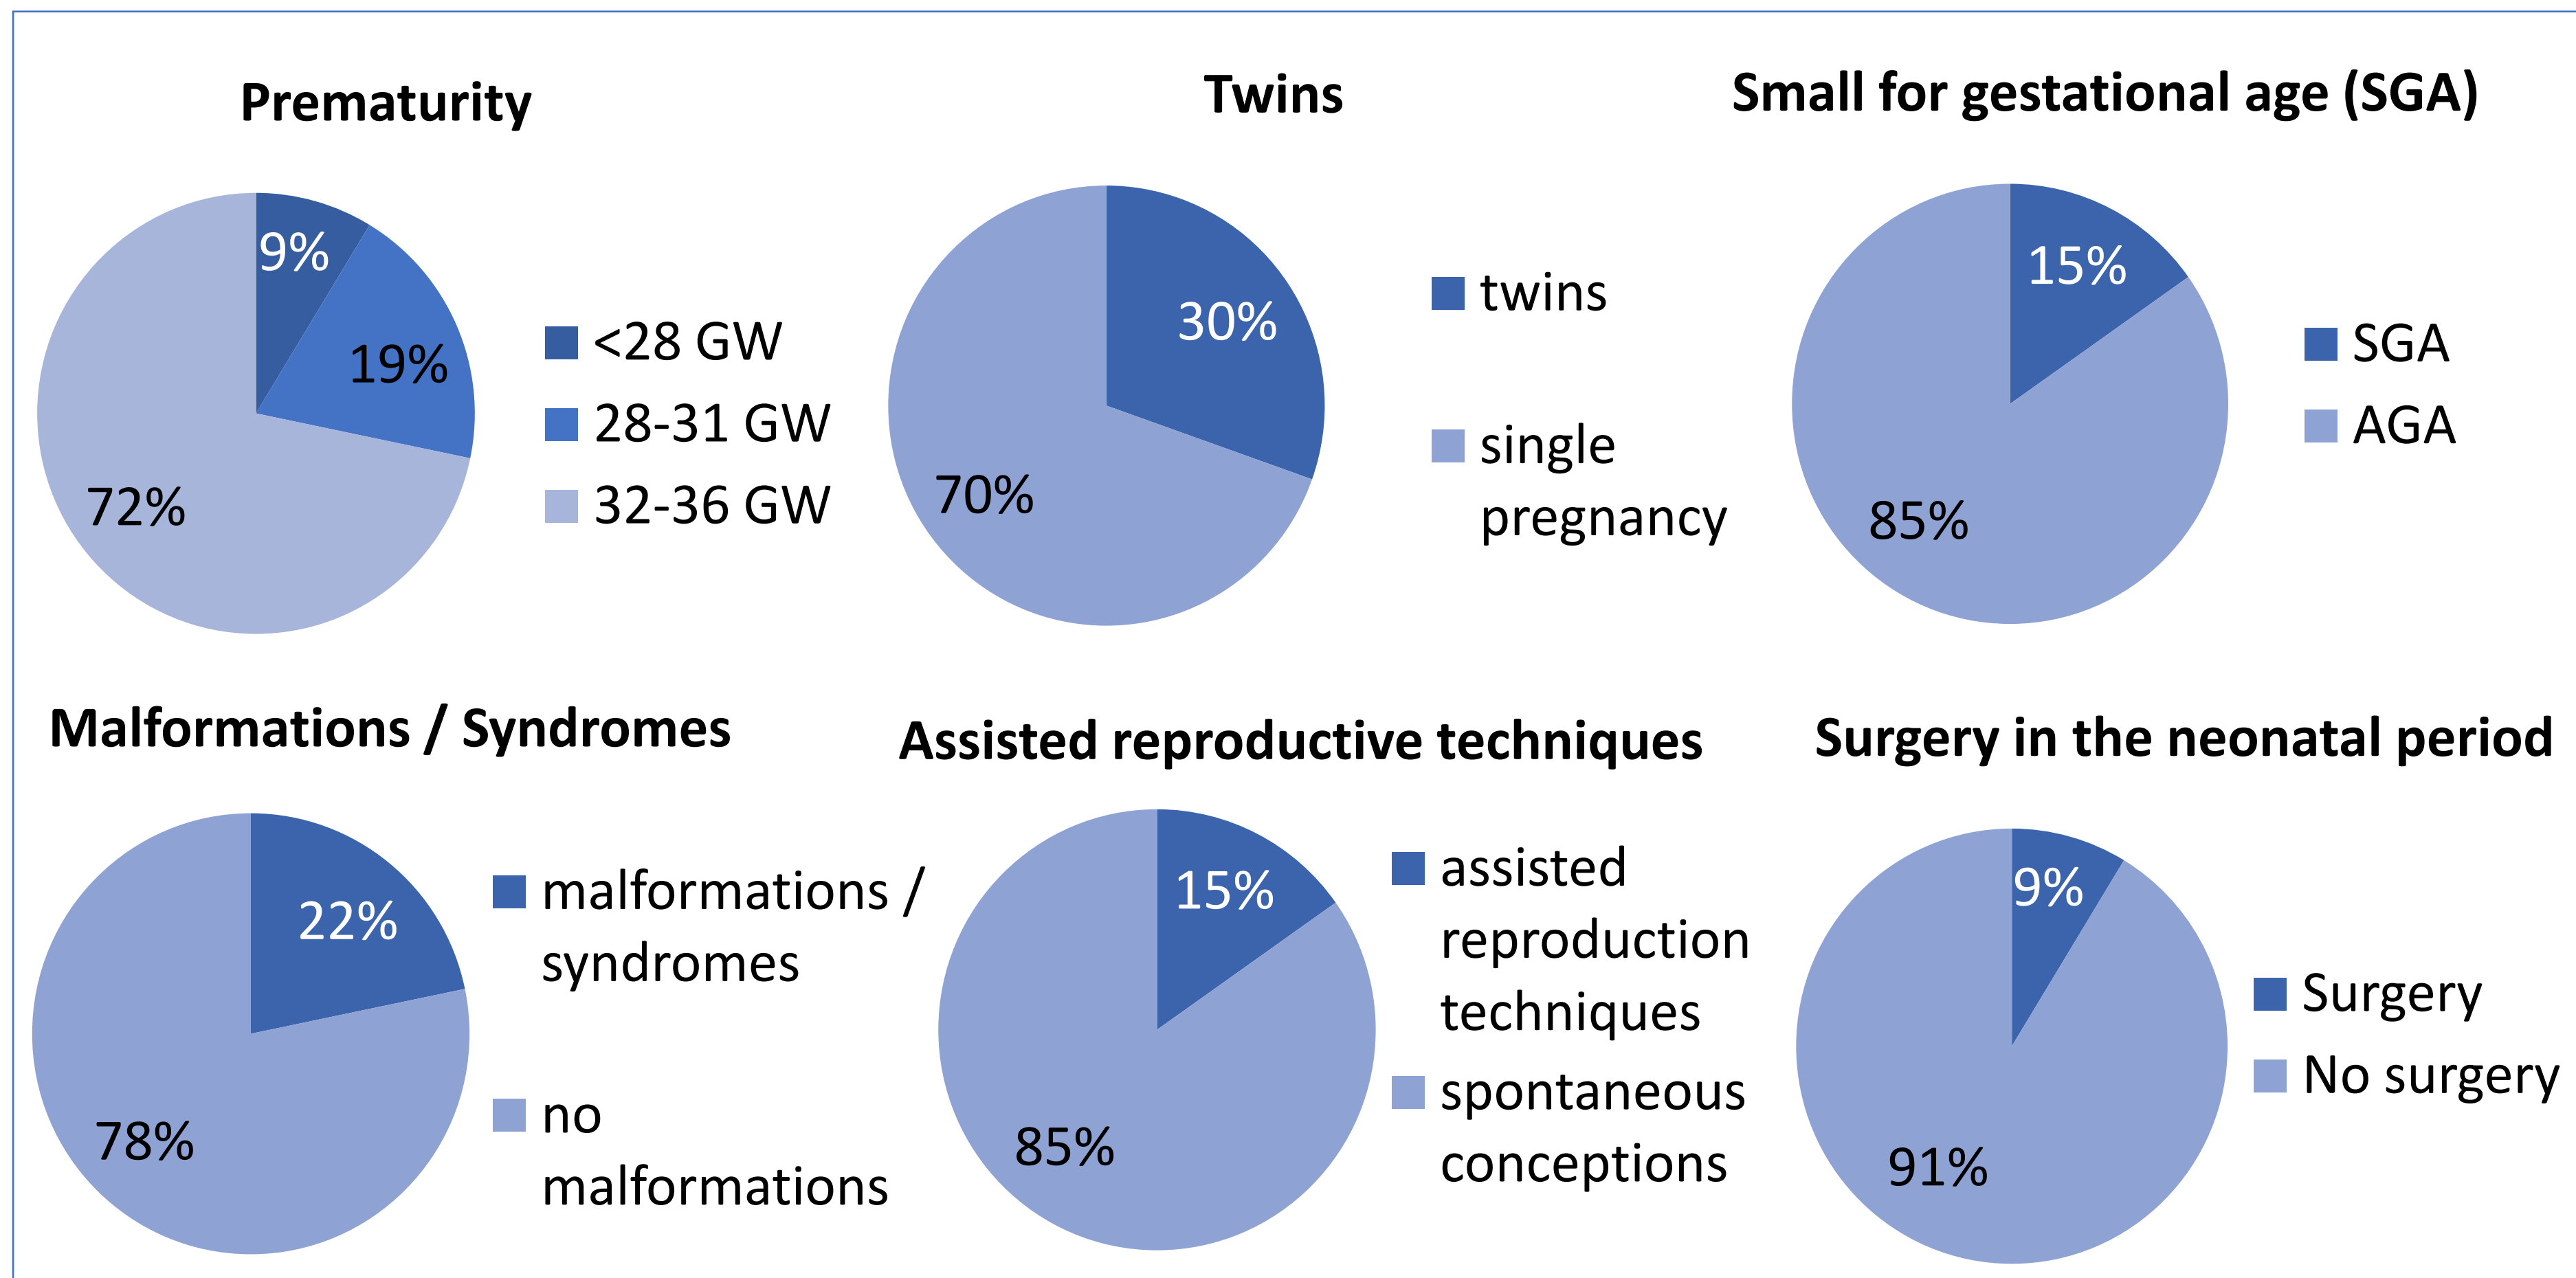 Prematurity
9%
19%
72%
<28 GW
28-31 GW
32-36 GW
Twins
30%
70%
twins
single
pregnancy
Small for gestational age (SGA)
15%
85%
SGA
AGA
Malformations / Syndromes
22%
78%
malformations /
syndromes
no
malformations
Assisted reproductive techniques
15%
85%
assisted
reproduction
techniques
spontaneous
conceptions
Surgery in the neonatal period
9%
91%
Surgery
No surgery